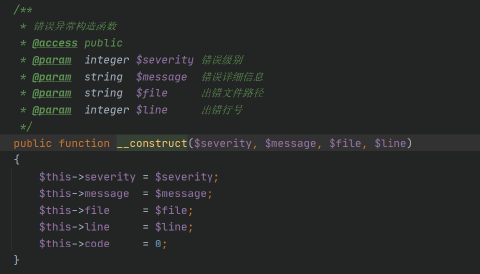 /**
 * 错误异常构造函数
 * @access public
 * @param  integer $severity 错误级别
 * @param  string  $message  错误详细信息
 * @param  string  $file     出错文件路径
 * @param  integer $line     出错行号
 */
public function __construct($severity, $message, $file, $line)
{
    $this->severity = $severity;
    $this->message  = $message;
    $this->file     = $file;
    $this->line     = $line;
    $this->code     = 0;
}